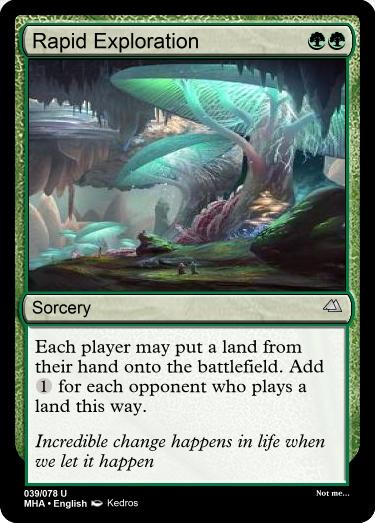 Rapid Exploration
Sorcery
Each player may put a land from
their hand onto the battlefield. Add
1 for each opponent who plays a
land this way.
Incredible change happens in life when
we let it happen
039/078 U
MHA • English Kedros
Not me...